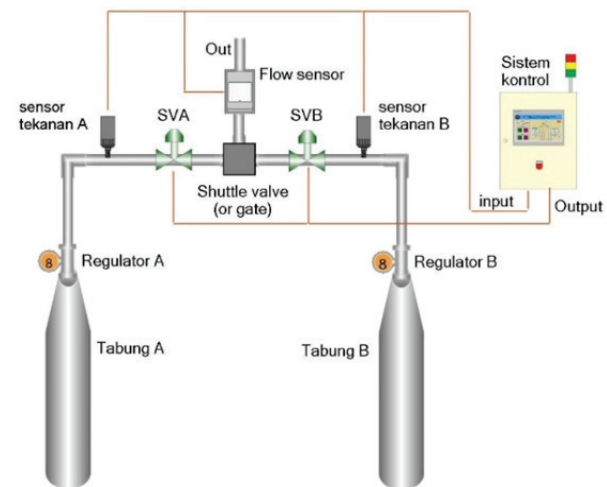 Out
Flow sensor
sensor
tekanan A
SVA
SVB
sensor
tekanan B
Sistem
kontrol
Shuttle valve
(or gate)
input
Output
8
Regulator A
8
Regulator B
Tabung A
Tabung B